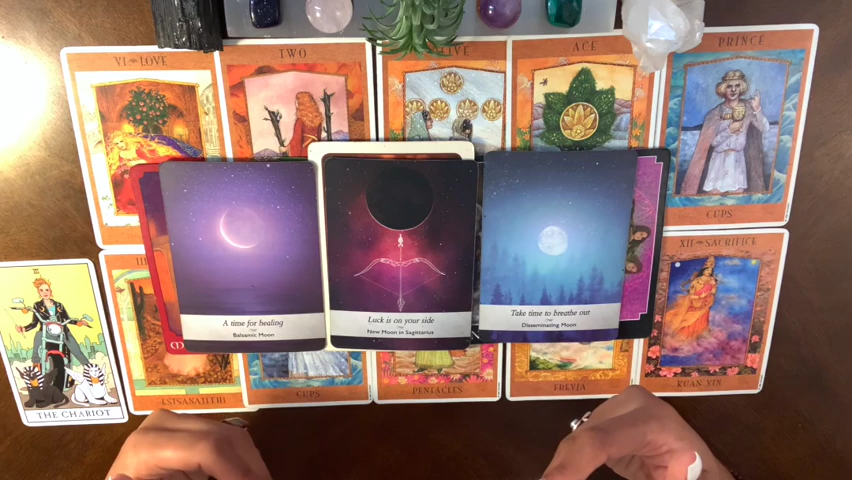 VI LOVE
TWO
FIVE
ACE
PRINCE
CUPS
XII SACRIFICE
A time for healing
Balsamic Moon
Luck is on your side
New Moon in Sagittarius
Take time to breathe out
Disseminating Moon
THE CHARIOT
ESTSANATLEHI
CUPS
PENTACLES
FREYJA
KUAN YIN